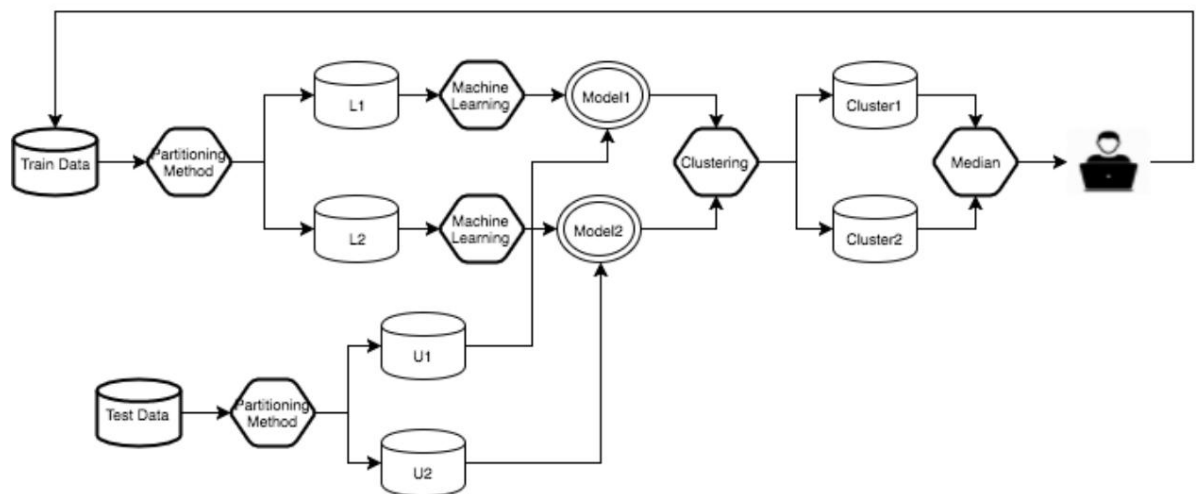 L1
Machine
Learning
Model1
Cluster1
Train Data
Partitioning
Method
Clustering
Median
L2
Machine
Learning
Model2
Cluster2
U1
Test Data
Partitioning
Method
U2